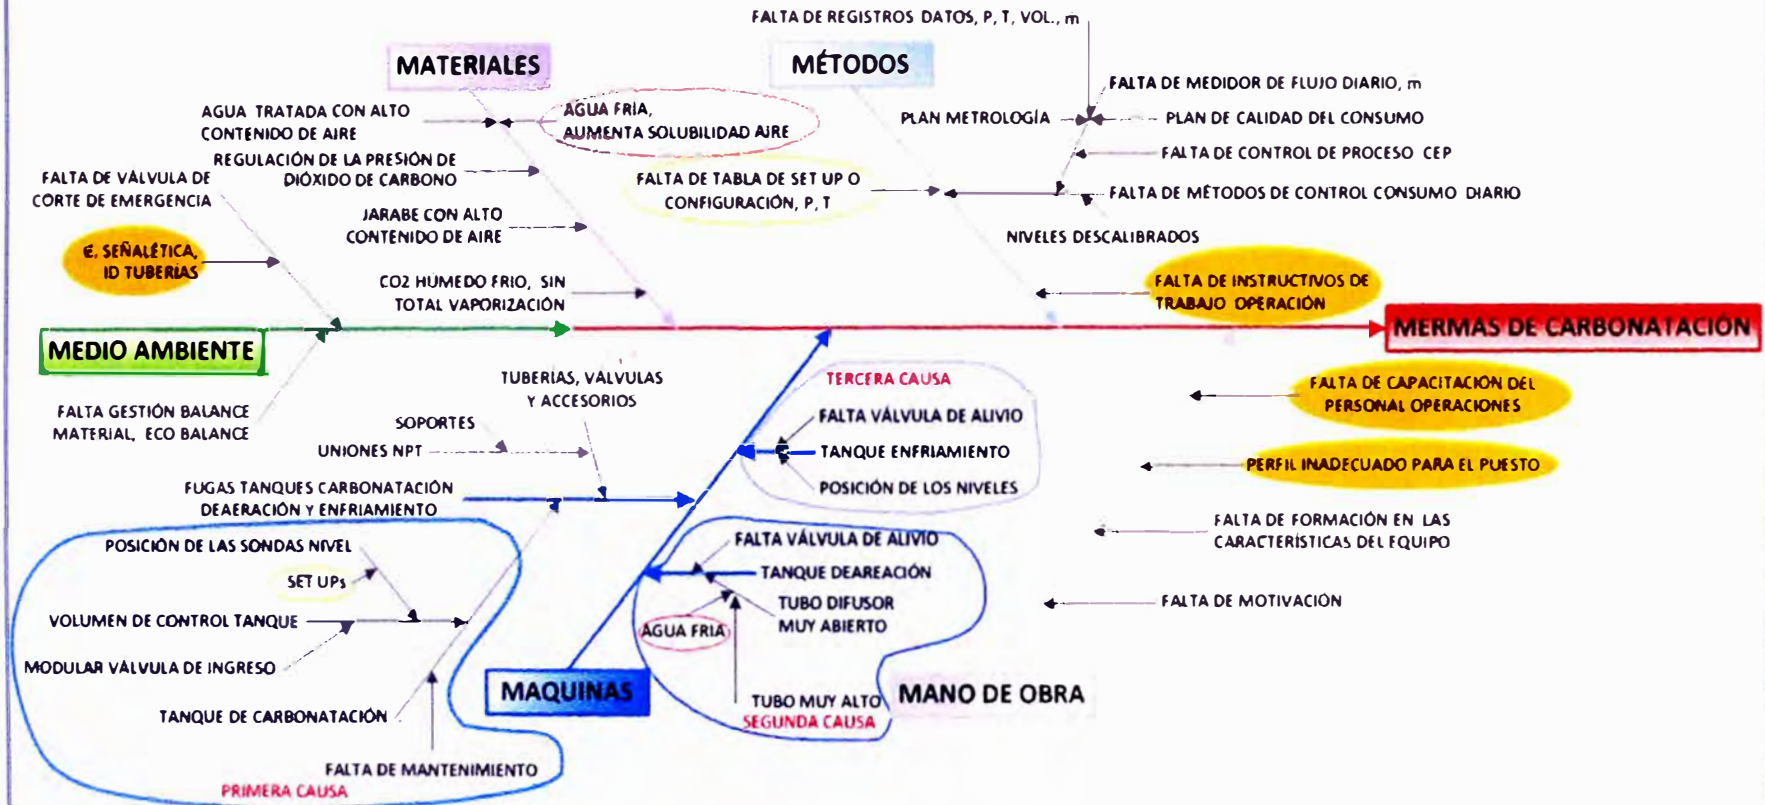 FALTA DE REGISTROS DATOS, P, T, VOL., m
MATERIALES
MÉTODOS
FALTA DE MEDIDOR DE FLUJO DIARIO, m
AGUA TRATADA CON ALTO
CONTENIDO DE AIRE
AGUA FRÍA,
AUMENTA SOLUBILIDAD AIRE
PLAN METROLOGÍA
PLAN DE CALIDAD DEL CONSUMO
REGULACIÓN DE LA PRESIÓN DE
DIÓXIDO DE CARBONO
FALTA DE CONTROL DE PROCESO CEP
FALTA DE VÁLVULA DE
CORTE DE EMERGENCIA
FALTA DE TABLA DE SET UP O
CONFIGURACIÓN, P, T
FALTA DE MÉTODOS DE CONTROL CONSUMO DIARIO
JARABE CON ALTO
CONTENIDO DE AIRE
NIVELES DESCALIBRADOS
E, SEÑALÉTICA,
ID TUBERÍAS
CO2 HÚMEDO FRIO, SIN
TOTAL VAPORIZACIÓN
FALTA DE INSTRUCTIVOS DE
TRABAJO OPERACIÓN
MERMAS DE CARBONATACIÓN
MEDIO AMBIENTE
TUBERÍAS, VÁLVULAS
Y ACCESORIOS
TERCERA CAUSA
FALTA DE CAPACITACIÓN DEL
PERSONAL OPERACIONES
FALTA GESTIÓN BALANCE
MATERIAL, ECO BALANCE
SOPORTES
FALTA VÁLVULA DE ALIVIO
UNIONES NPT
TANQUE ENFRIAMIENTO
PERFIL INADECUADO PARA EL PUESTO
FUGAS TANQUES CARBONATACIÓN
DEAERACIÓN Y ENFRIAMIENTO
POSICIÓN DE LOS NIVELES
FALTA DE FORMACIÓN EN LAS
CARACTERÍSTICAS DEL EQUIPO
POSICIÓN DE LAS SONDAS NIVEL
FALTA VÁLVULA DE ALIVIO
SET UPs
TANQUE DEAREACIÓN
TUBO DIFUSOR
MUY ABIERTO
FALTA DE MOTIVACIÓN
VOLUMEN DE CONTROL TANQUE
AGUA FRIA
MODULAR VÁLVULA DE INGRESO
MAQUINAS
TUBO MUY ALTO
MANO DE OBRA
TANQUE DE CARBONATACIÓN
SEGUNDA CAUSA
FALTA DE MANTENIMIENTO
PRIMERA CAUSA